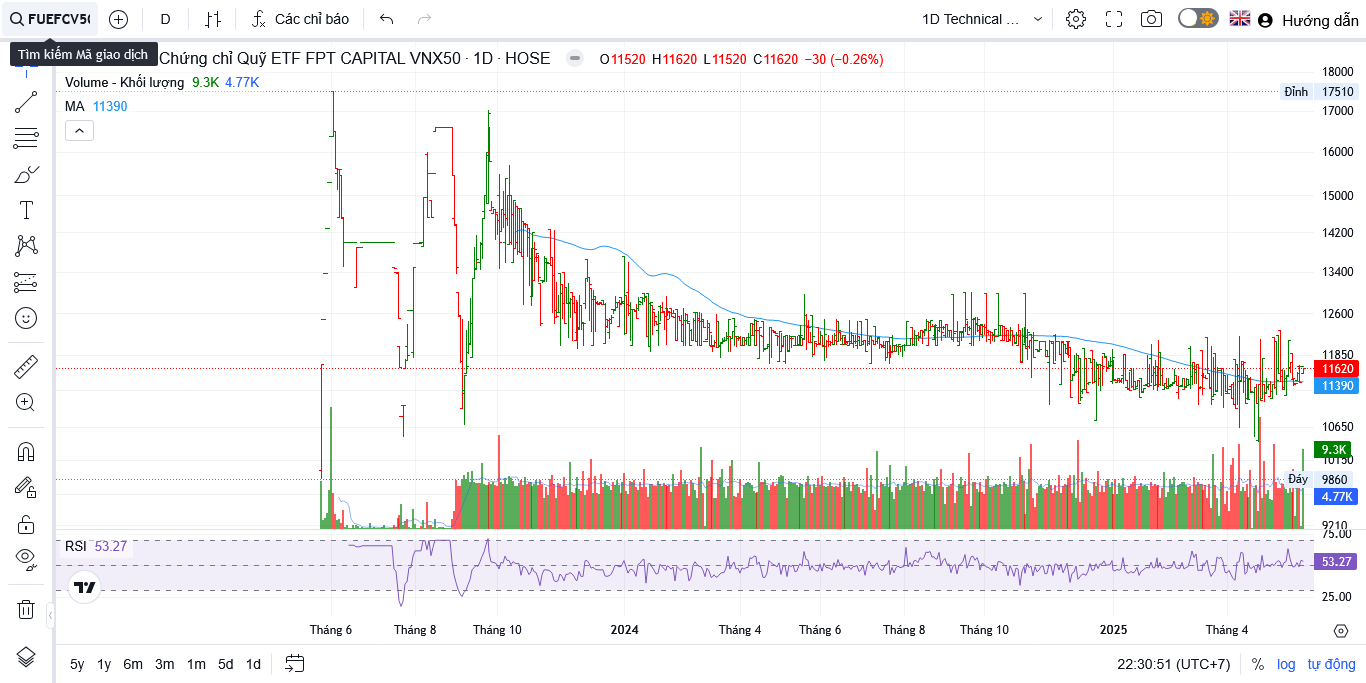 FUEFCV50
D
Các chỉ báo
1D Technical ...
Hướng dẫn
Tìm kiếm Mã giao dịch
Chứng chỉ Quỹ ETF FPT CAPITAL VNX50 · 1D · HOSE
O11520 H11620 L11520 C11620 −30 (−0.26%)
Volume - Khối lượng 9.3K 4.77K
MA 11390
18000
Đỉnh 17510
17000
16000
15000
14200
13400
12600
11850
11620
11390
10650
9.3K
10150
Đáy 9860
4.77K
9210
75.00
RSI 53.27
53.27
25.00
Tháng 6 Tháng 8 Tháng 10 2024 Tháng 4 Tháng 6 Tháng 8 Tháng 10 2025 Tháng 4
5y 1y 6m 3m 1m 5d 1d
22:30:51 (UTC+7) % log tự động